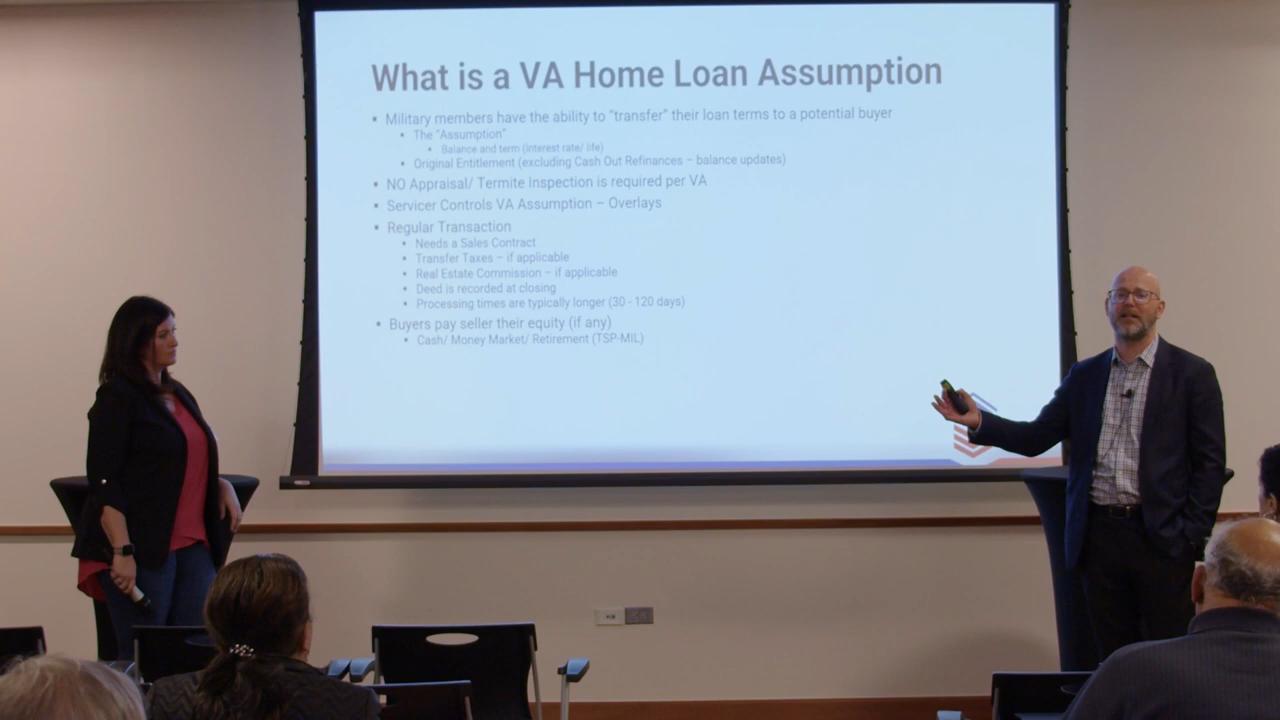 What is a VA Home Loan Assumption
▪ Military members have the ability to "transfer" their loan terms to a potential buyer
▪ The "Assumption"
▪ Balance and term (interest rate/ life)
▪ Original Entitlement (excluding Cash Out Refinances – balance updates)
▪ NO Appraisal/ Termite Inspection is required per VA
▪ Servicer Controls VA Assumption – Overlays
▪ Regular Transaction
▪ Needs a Sales Contract
▪ Transfer Taxes – if applicable
▪ Real Estate Commission – if applicable
▪ Deed is recorded at closing
▪ Processing times are typically longer (30 - 120 days)
▪ Buyers pay seller their equity (if any)
▪ Cash/ Money Market/ Retirement (TSP-MIL)